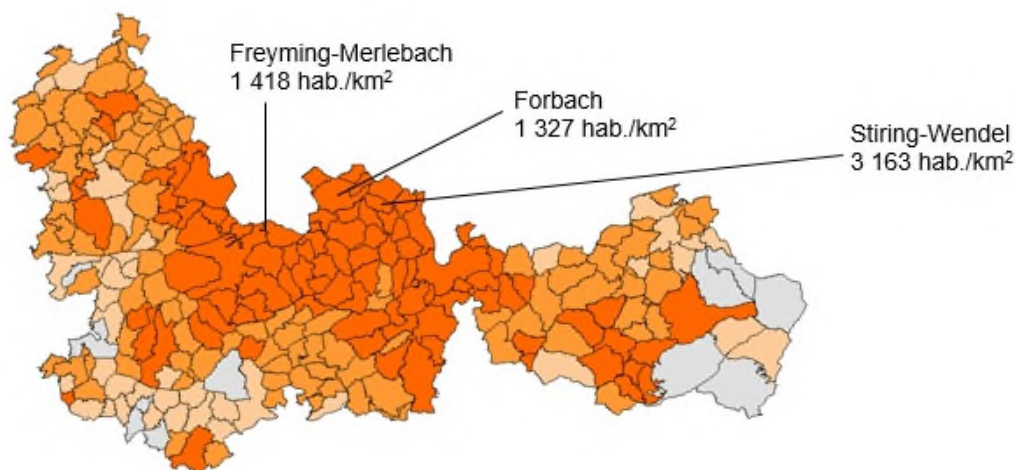 Freyming-Merlebach
1 418 hab./km²
Forbach
1 327 hab./km²
Stiring-Wendel
3 163 hab./km²